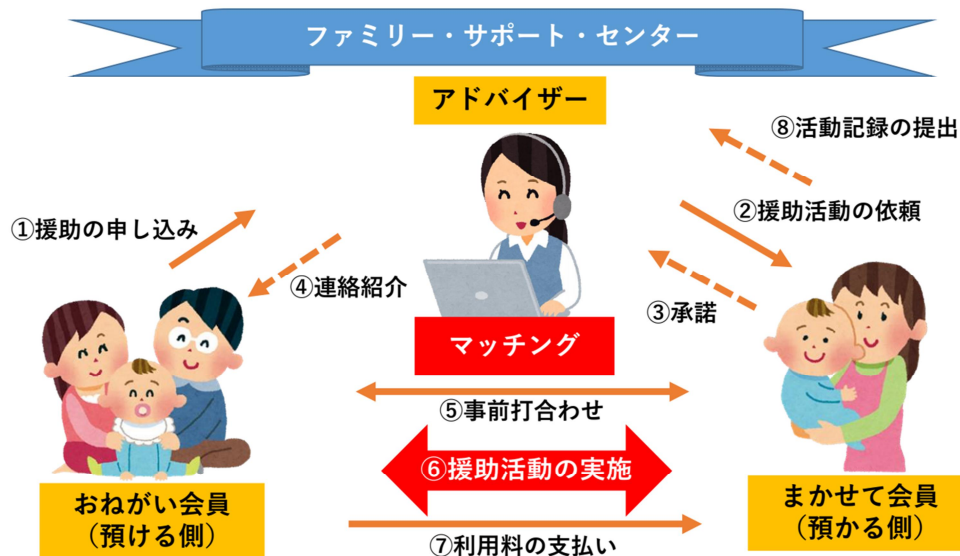 ファミリー・サポート・センター
アドバイザー
⑧活動記録の提出
①援助の申し込み
②援助活動の依頼
④連絡紹介
③承諾
マッチング
⑤事前打合わせ
⑥援助活動の実施
おねがい会員
（預ける側）
まかせて会員
（預かる側）
⑦利用料の支払い